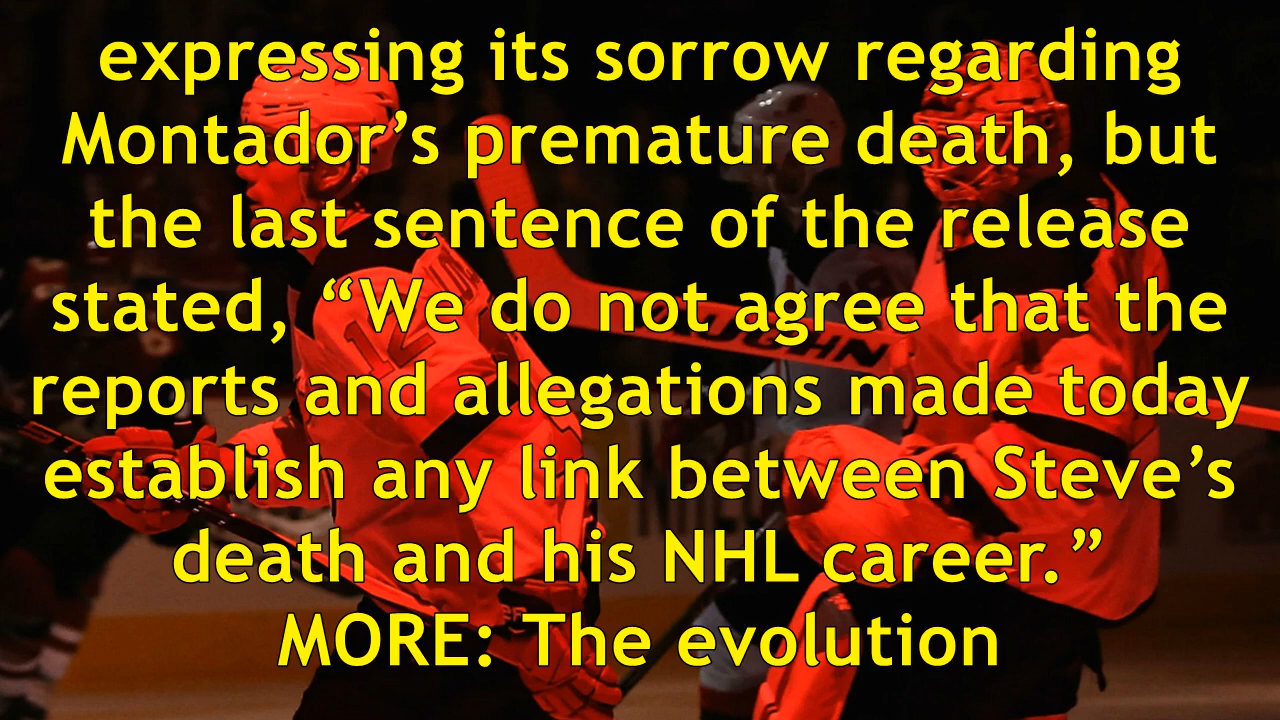 expressing its sorrow regarding
Montador’s premature death, but
the last sentence of the release
stated, “We do not agree that the
reports and allegations made today
establish any link between Steve’s
death and his NHL career.”
MORE: The evolution
12